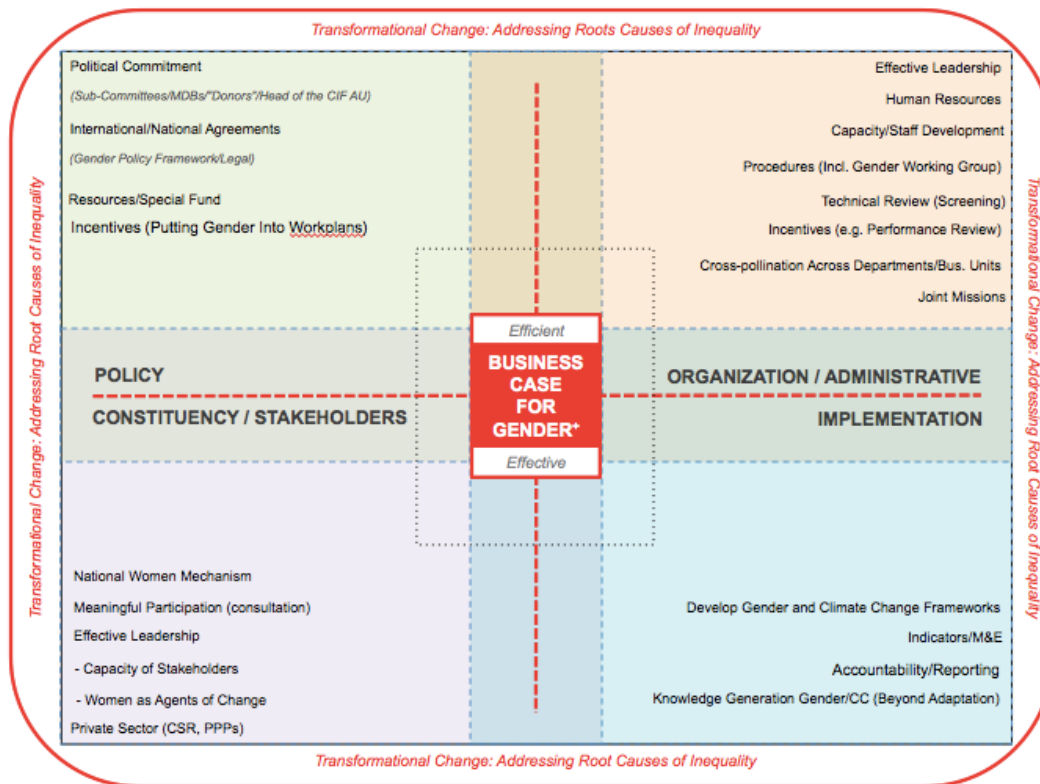 Transformational Change: Addressing Roots Causes of Inequality
Transformational Change: Addressing Root Causes of Inequality
Political Commitment
(Sub-Committees/MDBs/"Donors"/Head of the CIF AU)
International/National Agreements
(Gender Policy Framework/Legal)
Resources/Special Fund
Incentives (Putting Gender Into Workplans)
Effective Leadership
Human Resources
Capacity/Staff Development
Procedures (Incl. Gender Working Group)
Technical Review (Screening)
Incentives (e.g. Performance Review)
Cross-pollination Across Departments/Bus. Units
Joint Missions
Transformational Change: Addressing Root Causes of Inequality
POLICY
CONSTITUENCY / STAKEHOLDERS
Efficient
BUSINESS
CASE
FOR
GENDER+
Effective
ORGANIZATION / ADMINISTRATIVE
IMPLEMENTATION
National Women Mechanism
Meaningful Participation (consultation)
Effective Leadership
- Capacity of Stakeholders
- Women as Agents of Change
Private Sector (CSR, PPPs)
Develop Gender and Climate Change Frameworks
Indicators/M&E
Accountability/Reporting
Knowledge Generation Gender/CC (Beyond Adaptation)
Transformational Change: Addressing Root Causes of Inequality